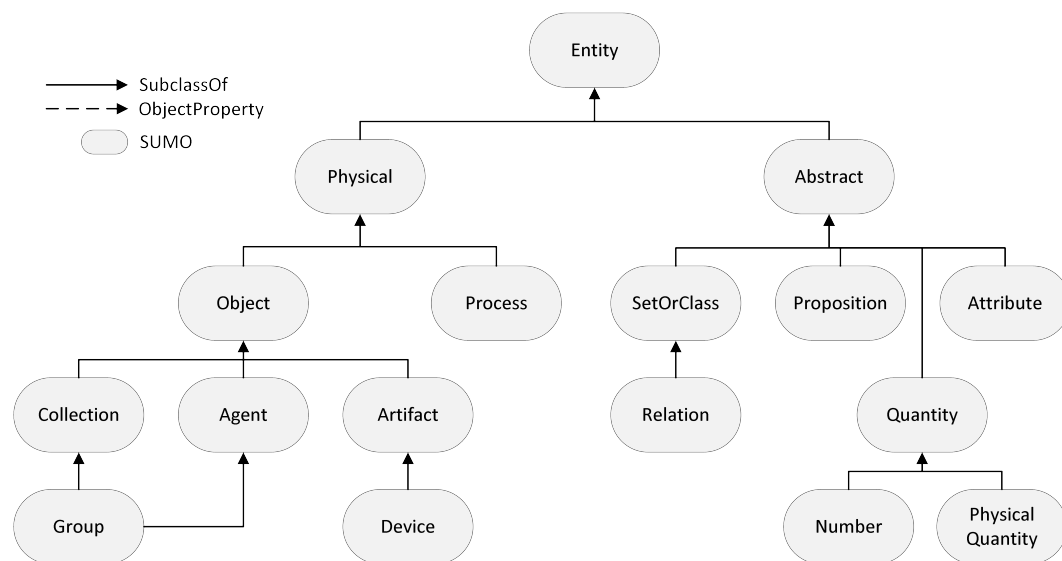 Entity
SubclassOf
ObjectProperty
SUMO
Physical
Abstract
Object
Process
SetOrClass
Proposition
Attribute
Collection
Agent
Artifact
Relation
Quantity
Group
Device
Number
Physical
Quantity